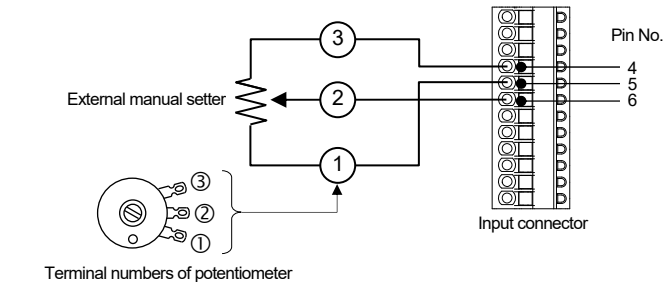 3
Pin No.
4
External manual setter
2
5
6
1
③
②
①
Input connector
Terminal numbers of potentiometer